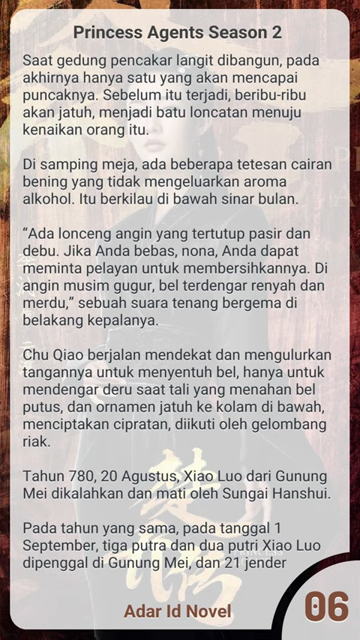 Princess Agents Season 2
Saat gedung pencakar langit dibangun, pada
akhirnya hanya satu yang akan mencapai
puncaknya. Sebelum itu terjadi, beribu-ribu
akan jatuh, menjadi batu loncatan menuju
kenaikan orang itu.
Di samping meja, ada beberapa tetesan cairan
bening yang tidak mengeluarkan aroma
alkohol. Itu berkilau di bawah sinar bulan.
“Ada lonceng angin yang tertutup pasir dan
debu. Jika Anda bebas, nona, Anda dapat
meminta pelayan untuk membersihkannya. Di
angin musim gugur, bel terdengar renyah dan
merdu,” sebuah suara tenang bergema di
belakang kepalanya.
Chu Qiao berjalan mendekat dan mengulurkan
tangannya untuk menyentuh bel, hanya untuk
mendengar deru saat tali yang menahan bel
putus, dan ornamen jatuh ke kolam di bawah,
menciptakan cipratan, diikuti oleh gelombang
riak.
Tahun 780, 20 Agustus, Xiao Luo dari Gunung
Mei dikalahkan dan mati oleh Sungai Hanshui.
Pada tahun yang sama, pada tanggal 1
September, tiga putra dan dua putri Xiao Luo
dipenggal di Gunung Mei, dan 21 jender
Adar Id Novel
06